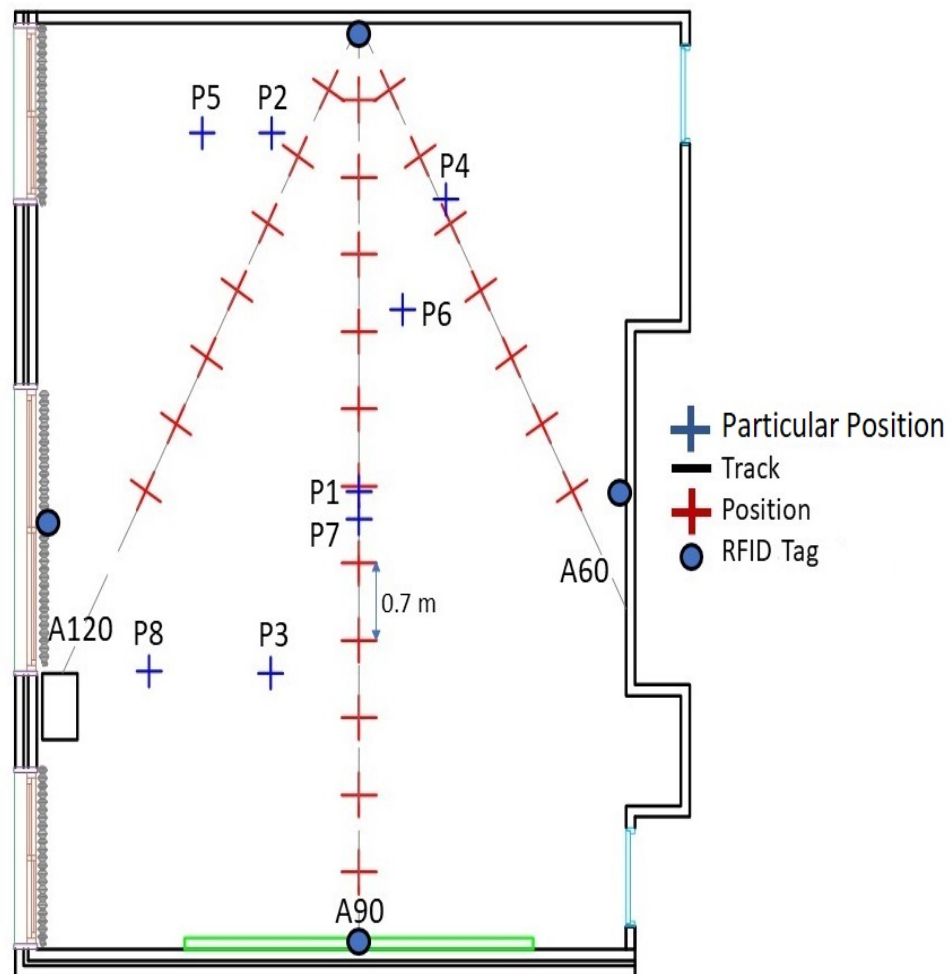 P5
P2
P4
P6
P1
P7
A60
0.7 m
A120
P8
P3
A90
Particular Position
Track
Position
RFID Tag